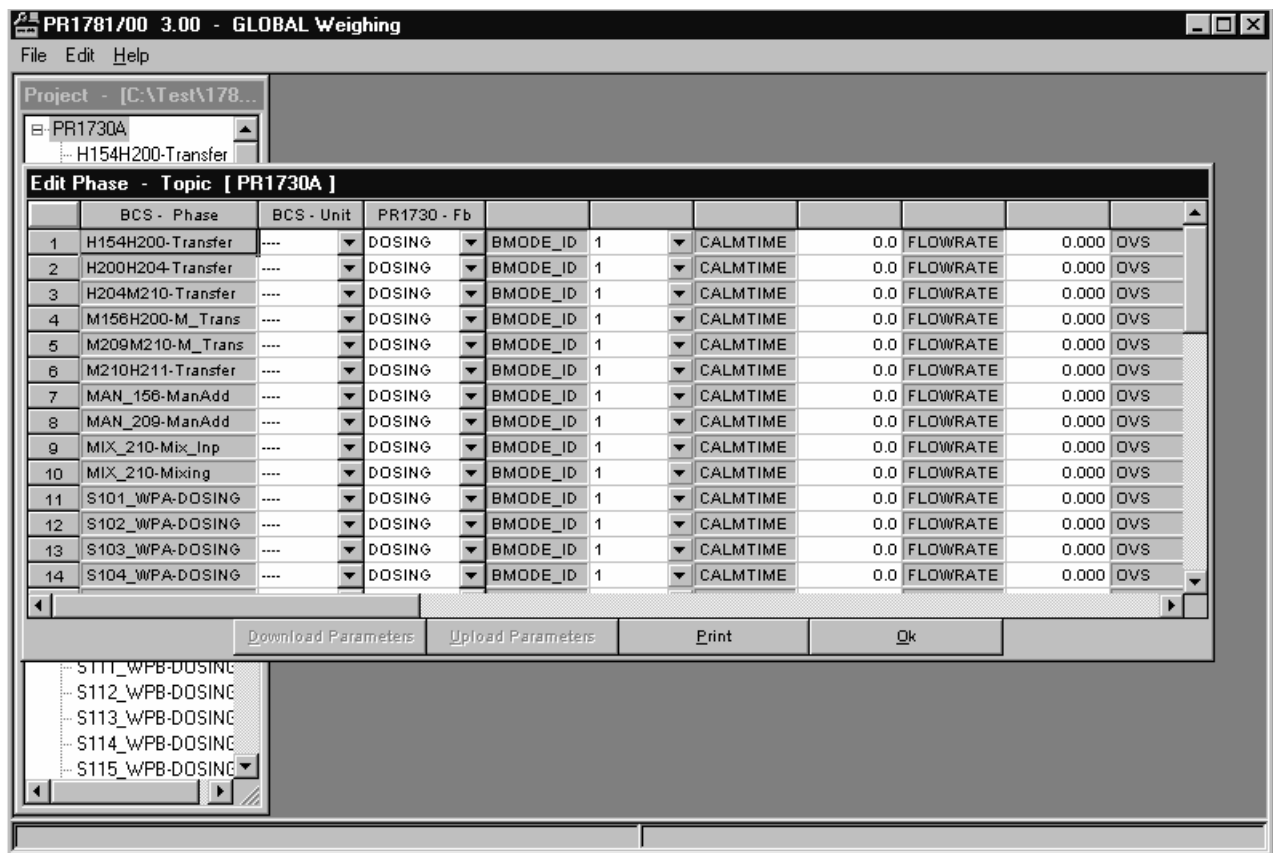 PR1781/00 3.00 - GLOBAL Weighing
File Edit Help
Project - [C:\Test\178...
PR1730A
H154H200-Transfer
Edit Phase - Topic [ PR1730A ]
BCS - Phase BCS - Unit PR1730 - Fb
1 H154H200-Transfer ---- DOSING BMODE_ID 1 CALMTIME 0.0 FLOWRATE 0.000 OVS
2 H200H204-Transfer ---- DOSING BMODE_ID 1 CALMTIME 0.0 FLOWRATE 0.000 OVS
3 H204M210-Transfer ---- DOSING BMODE_ID 1 CALMTIME 0.0 FLOWRATE 0.000 OVS
4 M156H200-M_Trans ---- DOSING BMODE_ID 1 CALMTIME 0.0 FLOWRATE 0.000 OVS
5 M209M210-M_Trans ---- DOSING BMODE_ID 1 CALMTIME 0.0 FLOWRATE 0.000 OVS
6 M210H211-Transfer ---- DOSING BMODE_ID 1 CALMTIME 0.0 FLOWRATE 0.000 OVS
7 MAN_156-ManAdd ---- DOSING BMODE_ID 1 CALMTIME 0.0 FLOWRATE 0.000 OVS
8 MAN_209-ManAdd ---- DOSING BMODE_ID 1 CALMTIME 0.0 FLOWRATE 0.000 OVS
9 MIX_210-Mix_Inp ---- DOSING BMODE_ID 1 CALMTIME 0.0 FLOWRATE 0.000 OVS
10 MIX_210-Mixing ---- DOSING BMODE_ID 1 CALMTIME 0.0 FLOWRATE 0.000 OVS
11 S101_WPA-DOSING ---- DOSING BMODE_ID 1 CALMTIME 0.0 FLOWRATE 0.000 OVS
12 S102_WPA-DOSING ---- DOSING BMODE_ID 1 CALMTIME 0.0 FLOWRATE 0.000 OVS
13 S103_WPA-DOSING ---- DOSING BMODE_ID 1 CALMTIME 0.0 FLOWRATE 0.000 OVS
14 S104_WPA-DOSING ---- DOSING BMODE_ID 1 CALMTIME 0.0 FLOWRATE 0.000 OVS
Download Parameters Upload Parameters Print Ok
S111_WPB-DOSING
S112_WPB-DOSING
S113_WPB-DOSING
S114_WPB-DOSING
S115_WPB-DOSING